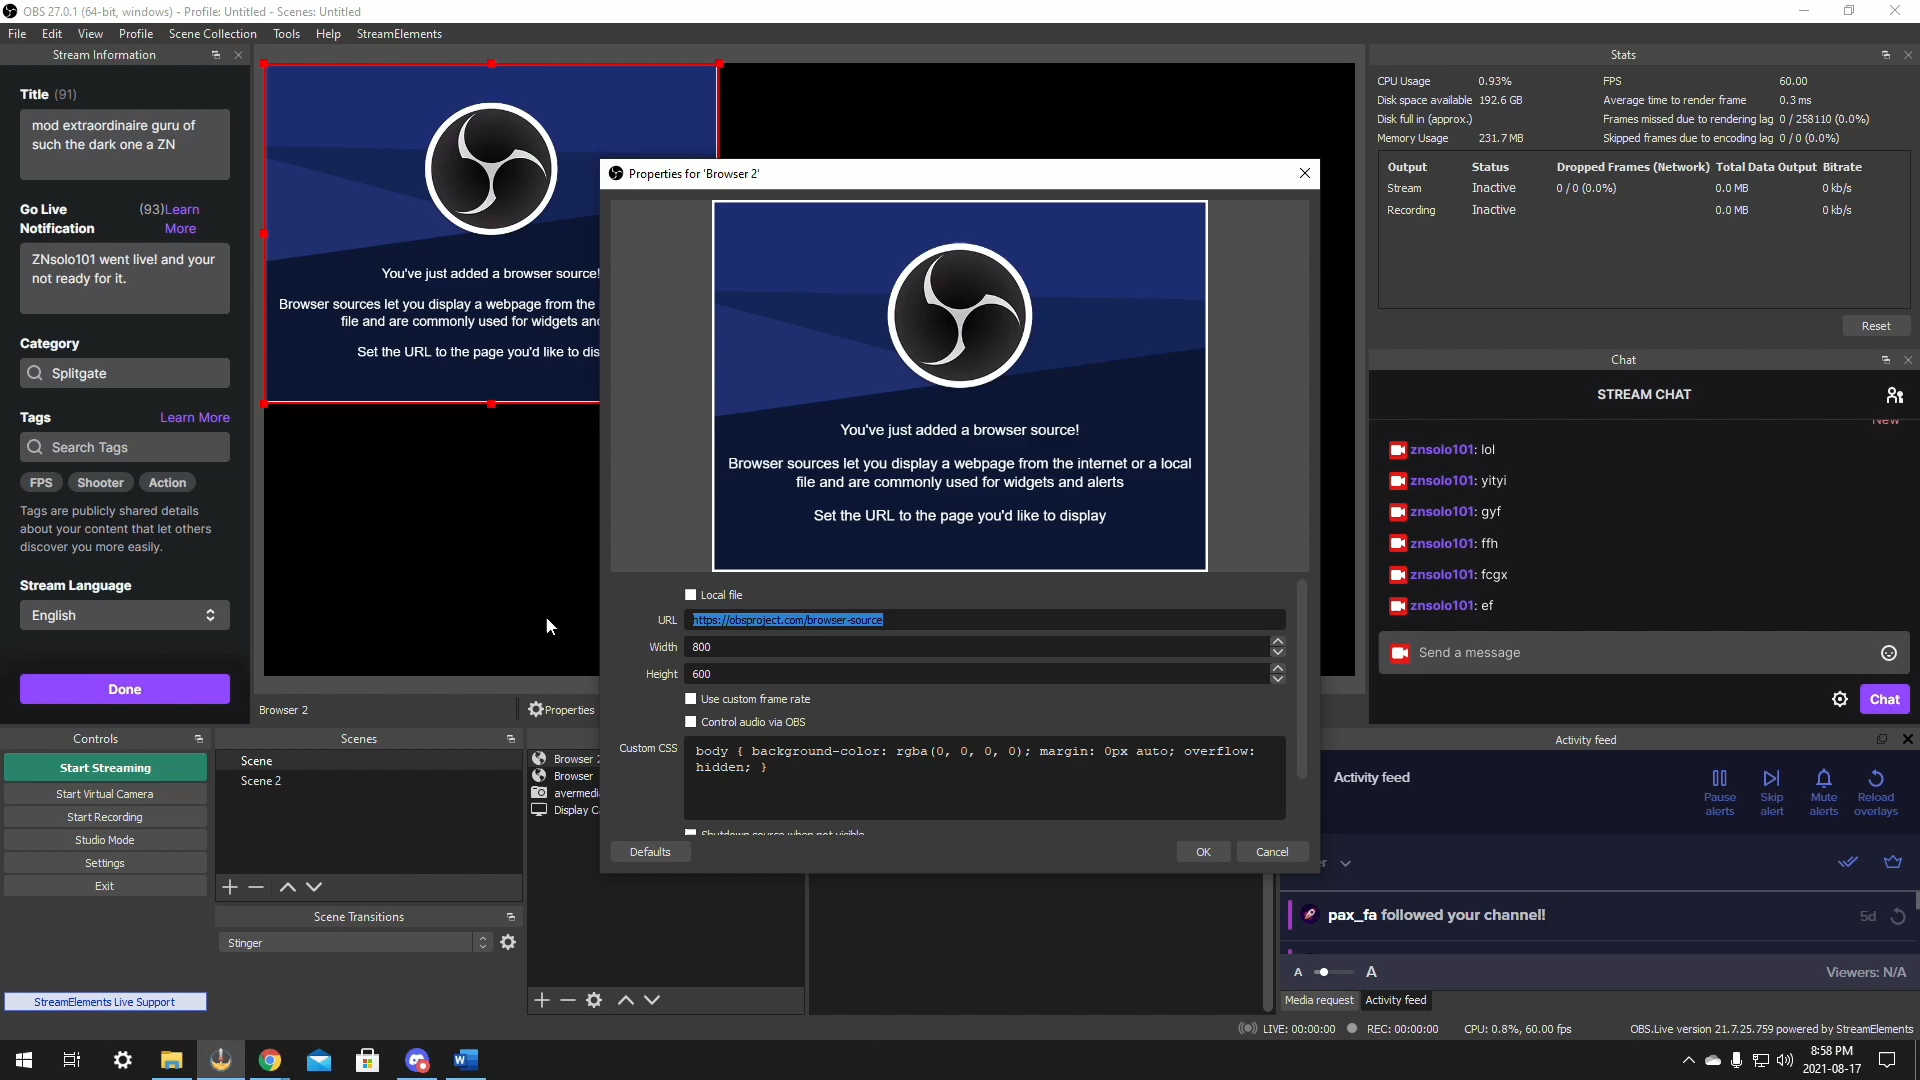 OBS 27.0.1 (64-bit, windows) - Profile: Untitled - Scenes: Untitled
File Edit View Profile Scene Collection Tools Help StreamElements
Stream Information
Title (91)
mod extraordinaire guru of
such the dark one a ZN
Go Live
Notification
(93)Learn
More
ZNsolo101 went live! and your
not ready for it.
Category
Splitgate
Tags Learn More
Search Tags
FPS Shooter Action
Tags are publicly shared details
about your content that let others
discover you more easily.
Stream Language
English
Done
You've just added a browser source!
Browser sources let you display a webpage from the
file and are commonly used for widgets an
Set the URL to the page you'd like to dis
Browser 2
Properties
Properties for 'Browser 2'
You've just added a browser source!
Browser sources let you display a webpage from the internet or a local
file and are commonly used for widgets and alerts
Set the URL to the page you'd like to display
Local file
URL https://obsproject.com/browser-source
Width 800
Height 600
Use custom frame rate
Control audio via OBS
Custom CSS body { background-color: rgba(0, 0, 0, 0); margin: 0px auto; overflow:
hidden; }
Shutdown source when not visible
Defaults OK Cancel
Stats
CPU Usage 0.93% FPS 60.00
Disk space available 192.6 GB Average time to render frame 0.3 ms
Disk full in (approx.) Frames missed due to rendering lag 0 / 258110 (0.0%)
Memory Usage 231.7 MB Skipped frames due to encoding lag 0 / 0 (0.0%)
Output Status Dropped Frames (Network) Total Data Output Bitrate
Stream Inactive 0 / 0 (0.0%) 0.0 MB 0 kb/s
Recording Inactive 0.0 MB 0 kb/s
Reset
Chat
STREAM CHAT
New
znsolo101: lol
znsolo101: yityi
znsolo101: gyf
znsolo101: ffh
znsolo101: fcgx
znsolo101: ef
Send a message
Chat
Controls
Start Streaming
Start Virtual Camera
Start Recording
Studio Mode
Settings
Exit
StreamElements Live Support
Scenes
Scene
Scene 2
Scene Transitions
Stinger
Browser 2
Browser
avermedi
Display C
Activity feed
Activity feed
Pause
alerts
Skip
alert
Mute
alerts
Reload
overlays
r
pax_fa followed your channel! 5d
A A Viewers: N/A
Media request Activity feed
LIVE: 00:00:00 REC: 00:00:00 CPU: 0.8%, 60.00 fps OBS.Live version 21.7.25.759 powered by StreamElements
8:58 PM
2021-08-17